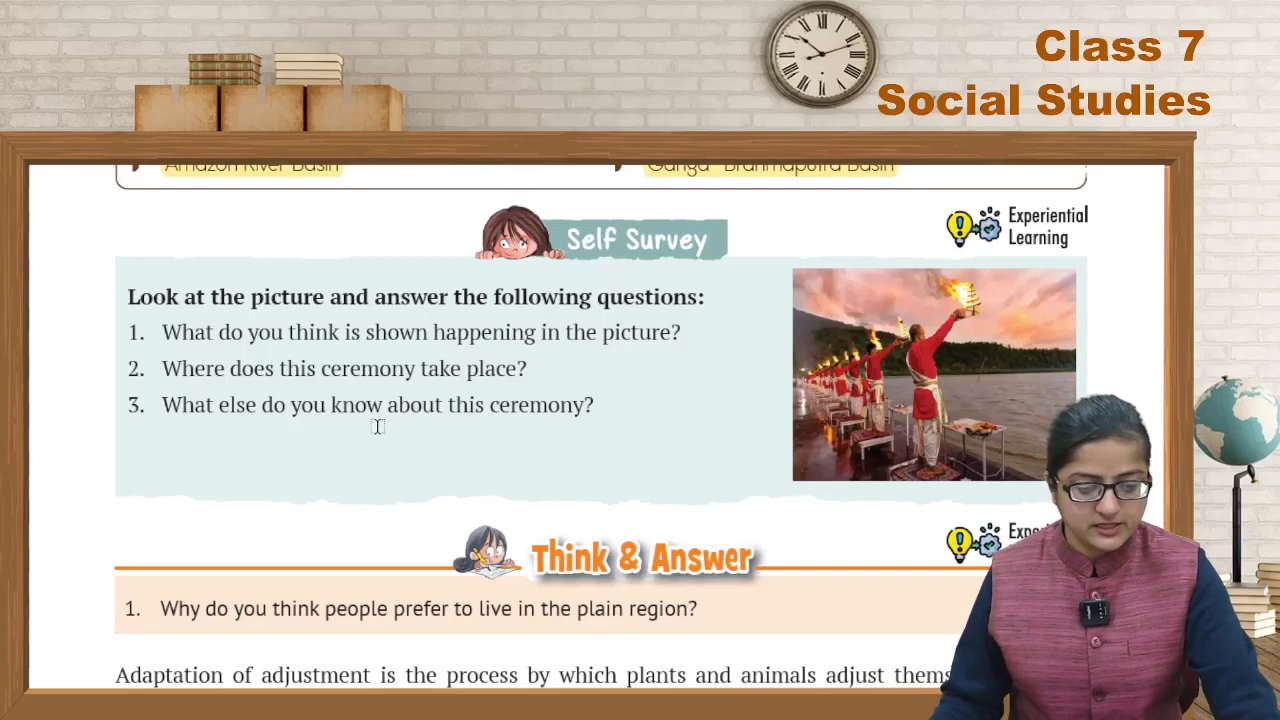 Class 7
Social Studies
Amazon River Basin
Ganga-Brahmaputra Basin
Self Survey
Experiential
Learning
Look at the picture and answer the following questions:
1. What do you think is shown happening in the picture?
2. Where does this ceremony take place?
3. What else do you know about this ceremony?
Think & Answer
1. Why do you think people prefer to live in the plain region?
Adaptation of adjustment is the process by which plants and animals adjust